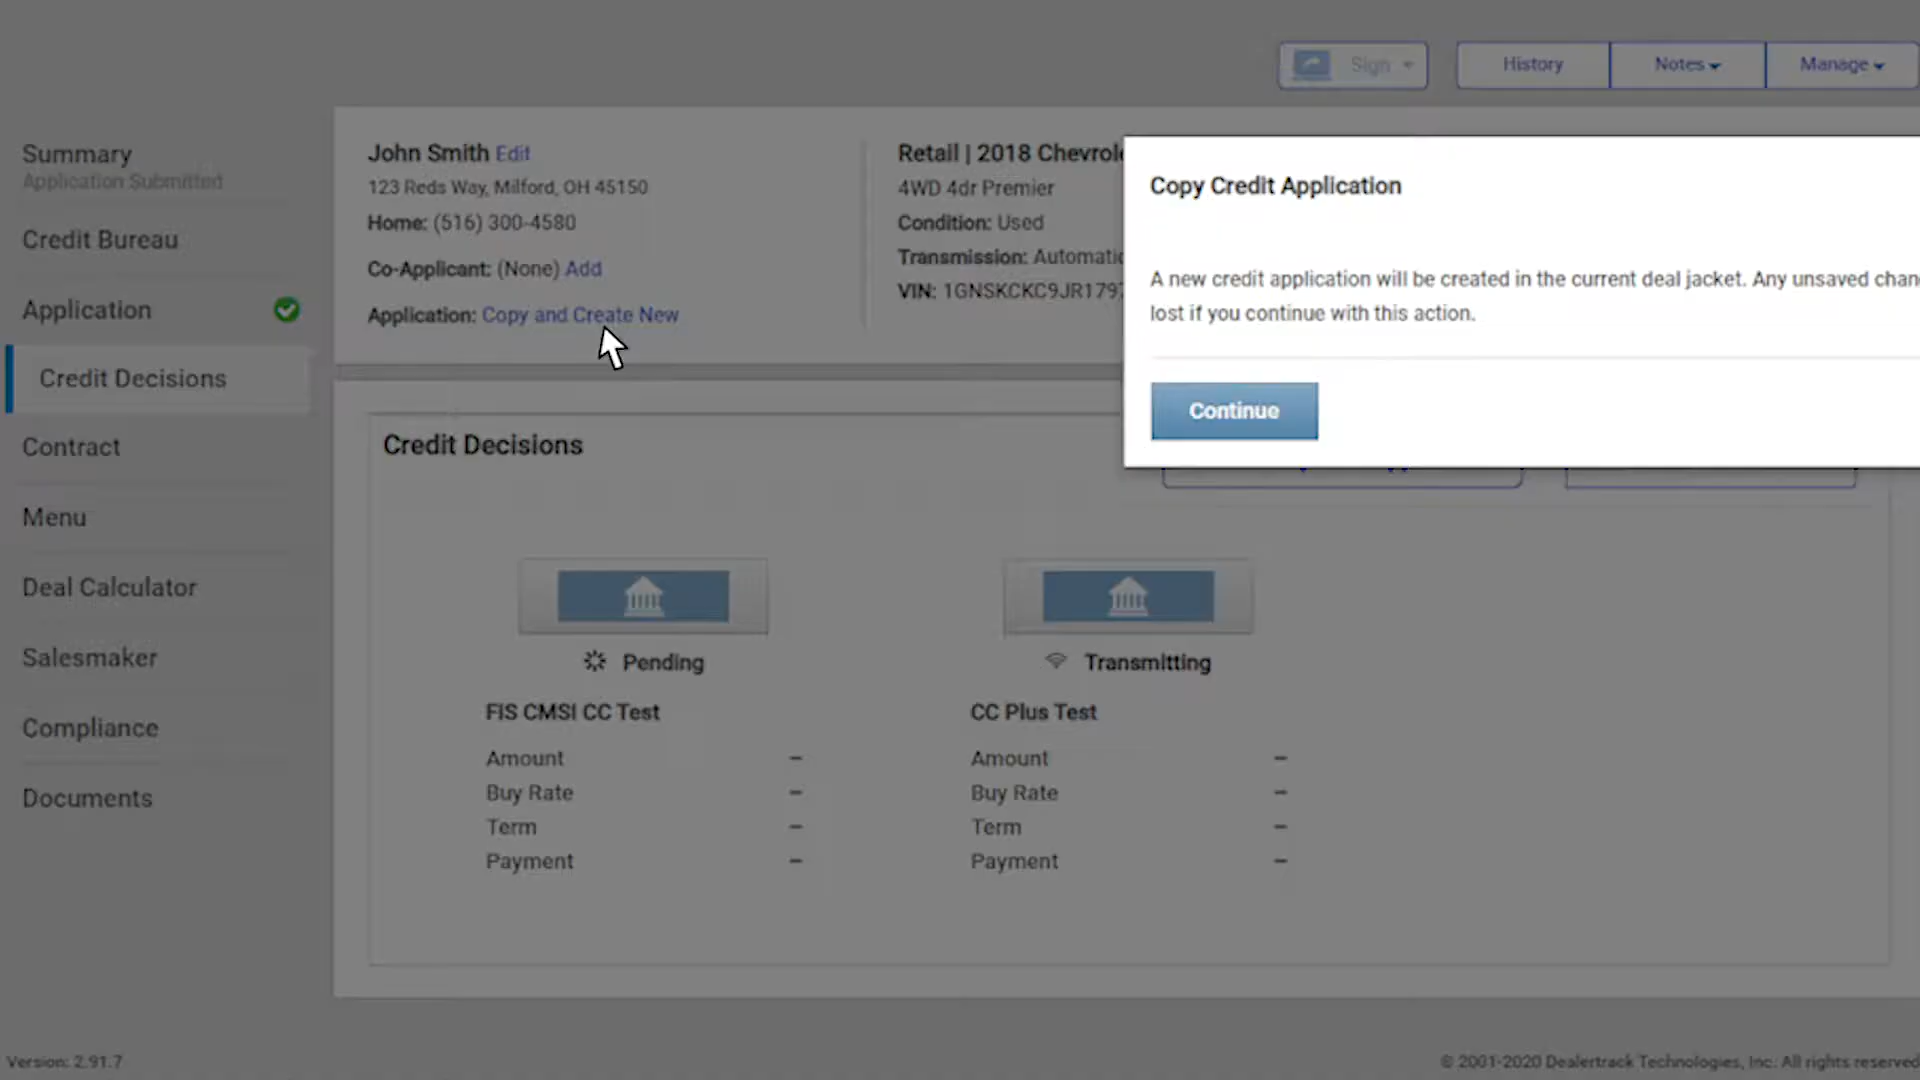 Sign
History
Notes
Manage
Summary
Application Submitted
Credit Bureau
Application
Credit Decisions
Contract
Menu
Deal Calculator
Salesmaker
Compliance
Documents
John Smith Edit
123 Reds Way, Milford, OH 45150
Home: (516) 300-4580
Co-Applicant: (None) Add
Application: Copy and Create New
Retail | 2018 Chevrole
4WD 4dr Premier
Condition: Used
Transmission: Automatic
VIN: 1GNSKCKC9JR1797
Copy Credit Application
A new credit application will be created in the current deal jacket. Any unsaved chan
lost if you continue with this action.
Continue
Credit Decisions
Pending
FIS CMSI CC Test
Amount –
Buy Rate –
Term –
Payment –
Transmitting
CC Plus Test
Amount –
Buy Rate –
Term –
Payment –
Version: 2.91.7
© 2001-2020 Dealertrack Technologies, Inc. All rights reserved